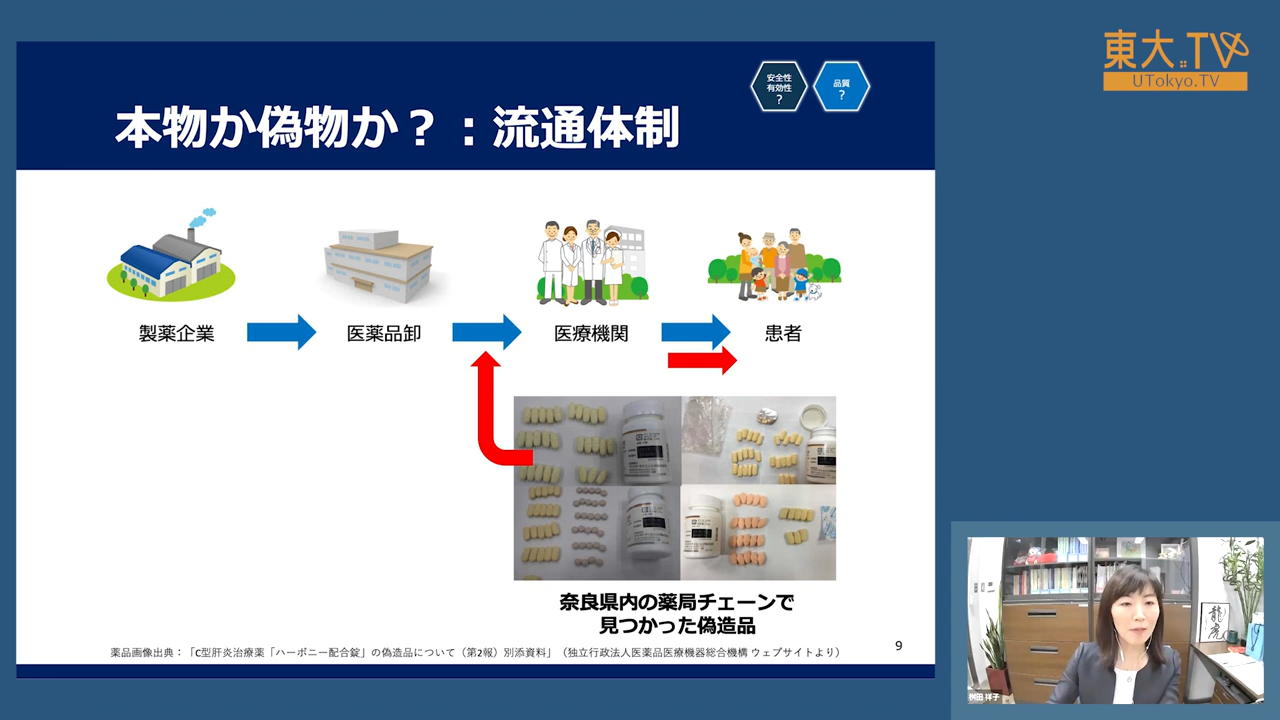 東大TV
UTokyo.TV
安全性
有効性
?
品質
?
本物か偽物か？：流通体制
製薬企業
医薬品卸
医療機関
患者
奈良県内の薬局チェーンで
見つかった偽造品
薬品画像出典：「C型肝炎治療薬「ハーボニー配合錠」の偽造品について（第2報）別添資料」（独立行政法人医薬品医療機器総合機構 ウェブサイトより）
9
桝田 祥子